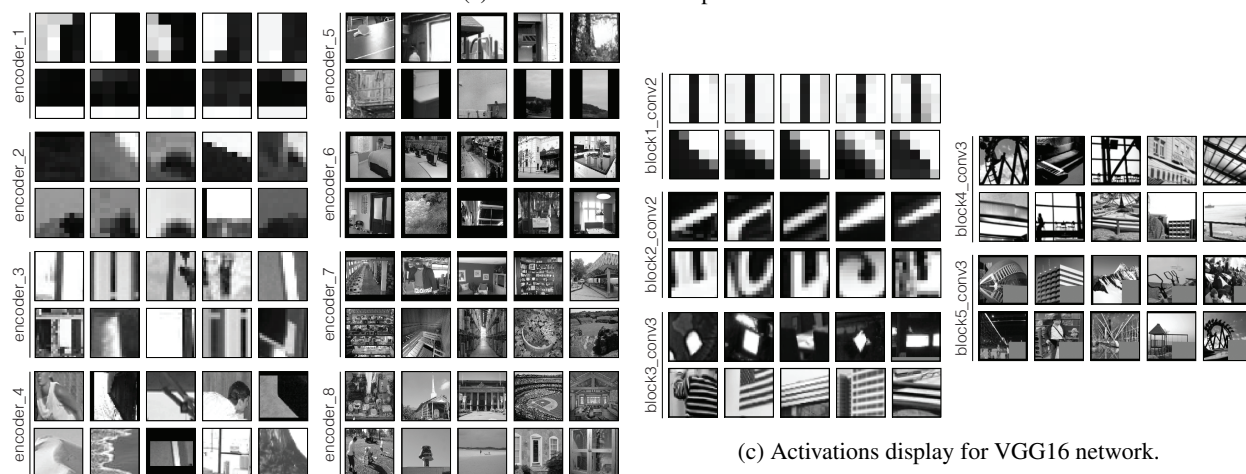 encoder_1
encoder_2
encoder_3
encoder_4
encoder_5
encoder_6
encoder_7
encoder_8
block1_conv2
block2_conv2
block3_conv3
block4_conv3
block5_conv3
(c) Activations display for VGG16 network.